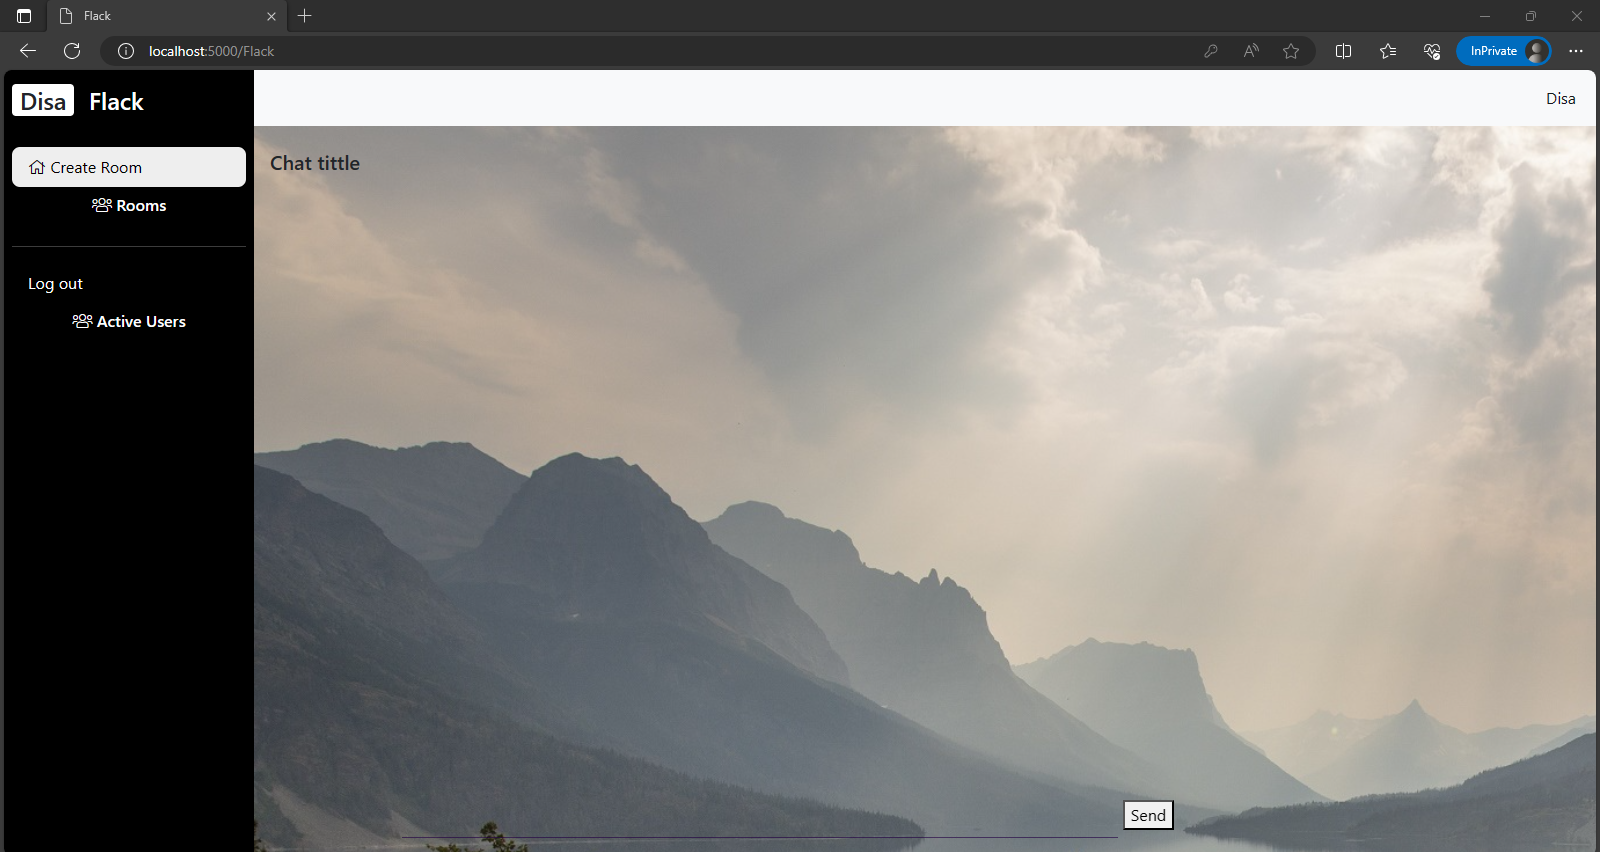 Flack
localhost:5000/Flack
InPrivate
Disa Flack
Disa
Create Room
Rooms
Log out
Active Users
Chat tittle
Send